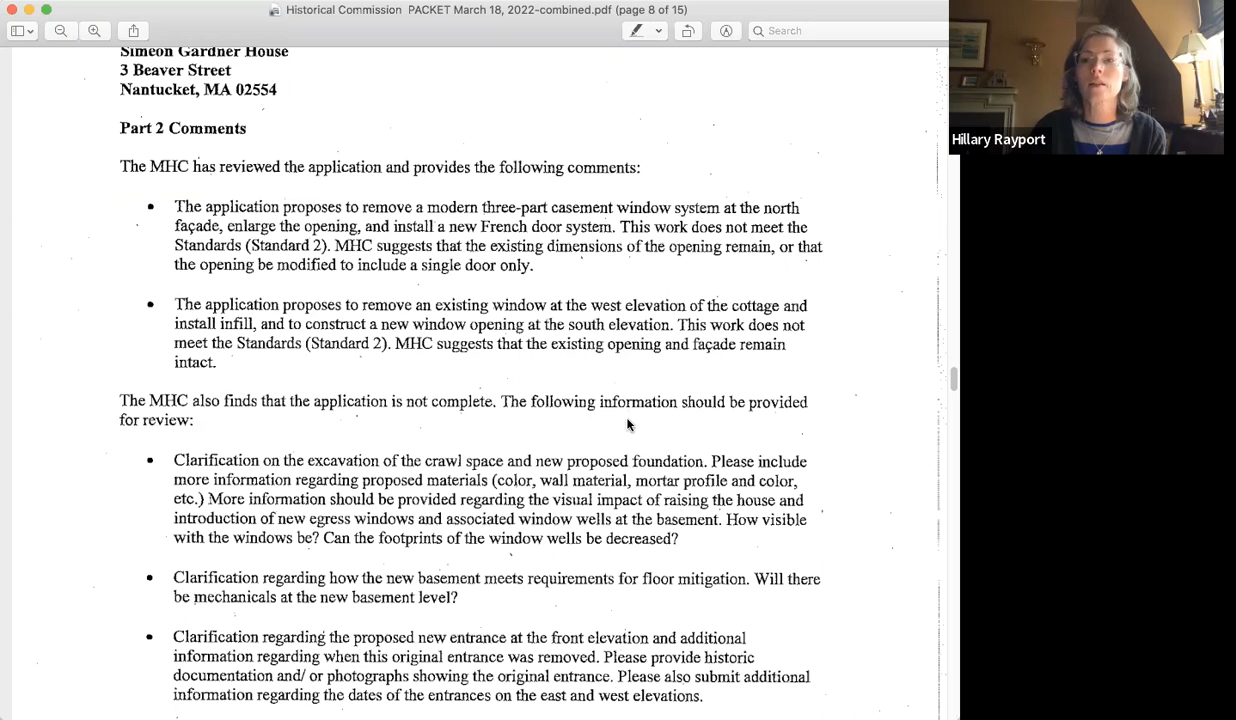 Historical Commission PACKET March 18, 2022-combined.pdf (page 8 of 15)
Search
Simeon Gardner House
3 Beaver Street
Nantucket, MA 02554
Part 2 Comments
The MHC has reviewed the application and provides the following comments:
• The application proposes to remove a modern three-part casement window system at the north
façade, enlarge the opening, and install a new French door system. This work does not meet the
Standards (Standard 2). MHC suggests that the existing dimensions of the opening remain, or that
the opening be modified to include a single door only.
• The application proposes to remove an existing window at the west elevation of the cottage and
install infill, and to construct a new window opening at the south elevation. This work does not
meet the Standards (Standard 2). MHC suggests that the existing opening and façade remain
intact.
The MHC also finds that the application is not complete. The following information should be provided
for review:
• Clarification on the excavation of the crawl space and new proposed foundation. Please include
more information regarding proposed materials (color, wall material, mortar profile and color,
etc.) More information should be provided regarding the visual impact of raising the house and
introduction of new egress windows and associated window wells at the basement. How visible
with the windows be? Can the footprints of the window wells be decreased?
• Clarification regarding how the new basement meets requirements for floor mitigation. Will there
be mechanicals at the new basement level?
• Clarification regarding the proposed new entrance at the front elevation and additional
information regarding when this original entrance was removed. Please provide historic
documentation and/ or photographs showing the original entrance. Please also submit additional
information regarding the dates of the entrances on the east and west elevations.
Hillary Rayport